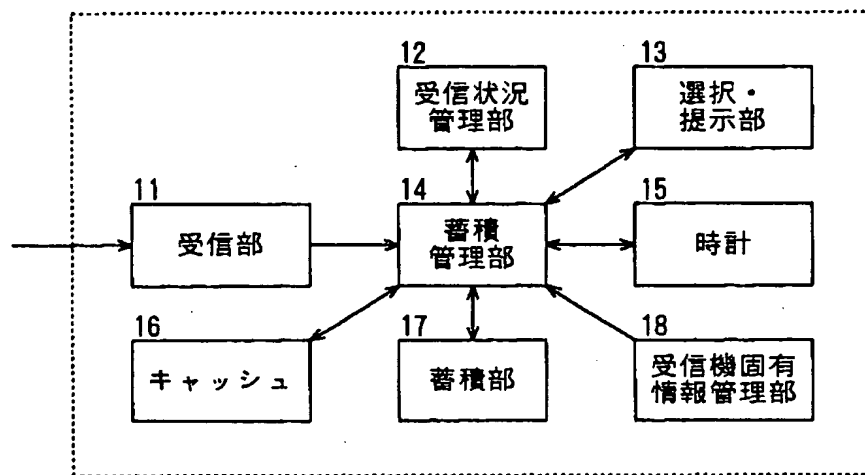 12
受信状況
管理部
13
選択・
提示部
11
受信部
14
蓄積
管理部
15
時計
16
キャッシュ
17
蓄積部
18
受信機固有
情報管理部